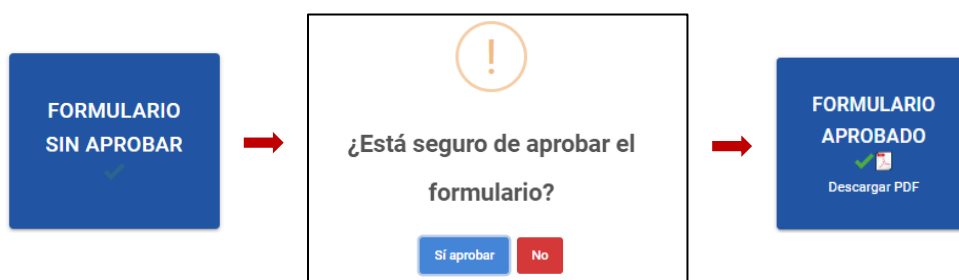 FORMULARIO
SIN APROBAR
!
¿Está seguro de aprobar el
formulario?
Sí aprobar
No
FORMULARIO
APROBADO
Descargar PDF